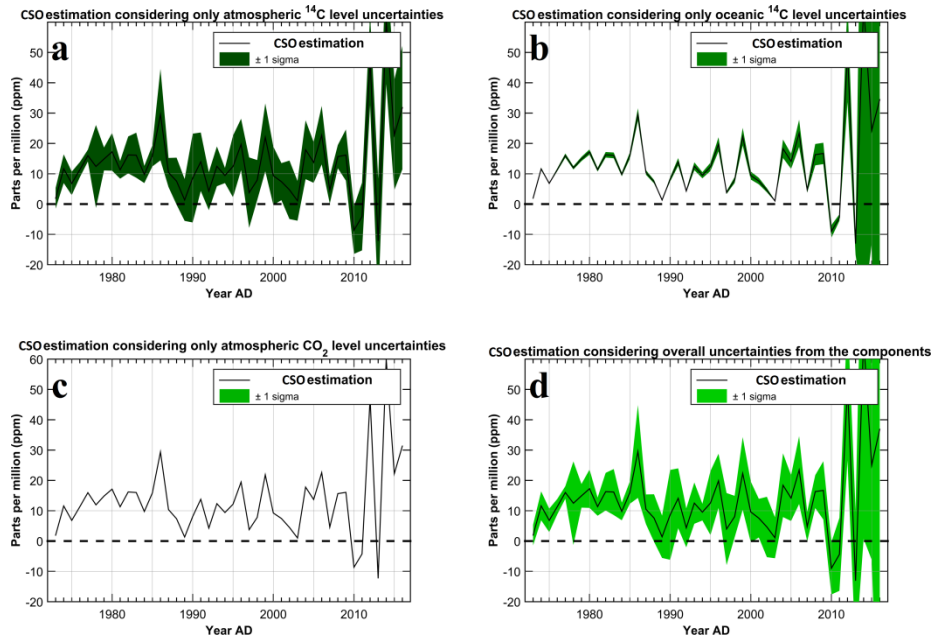 CSO estimation considering only atmospheric ¹⁴C level uncertainties
a
CSO estimation
± 1 sigma
Parts per million (ppm)
60
50
40
30
20
10
0
-10
-20
1980
1990
2000
2010
Year AD
CSO estimation considering only oceanic ¹⁴C level uncertainties
b
CSO estimation
± 1 sigma
Parts per million (ppm)
60
50
40
30
20
10
0
-10
-20
1980
1990
2000
2010
Year AD
CSO estimation considering only atmospheric CO₂ level uncertainties
c
CSO estimation
± 1 sigma
Parts per million (ppm)
60
50
40
30
20
10
0
-10
-20
1980
1990
2000
2010
Year AD
CSO estimation considering overall uncertainties from the components
d
CSO estimation
± 1 sigma
Parts per million (ppm)
60
50
40
30
20
10
0
-10
-20
1980
1990
2000
2010
Year AD